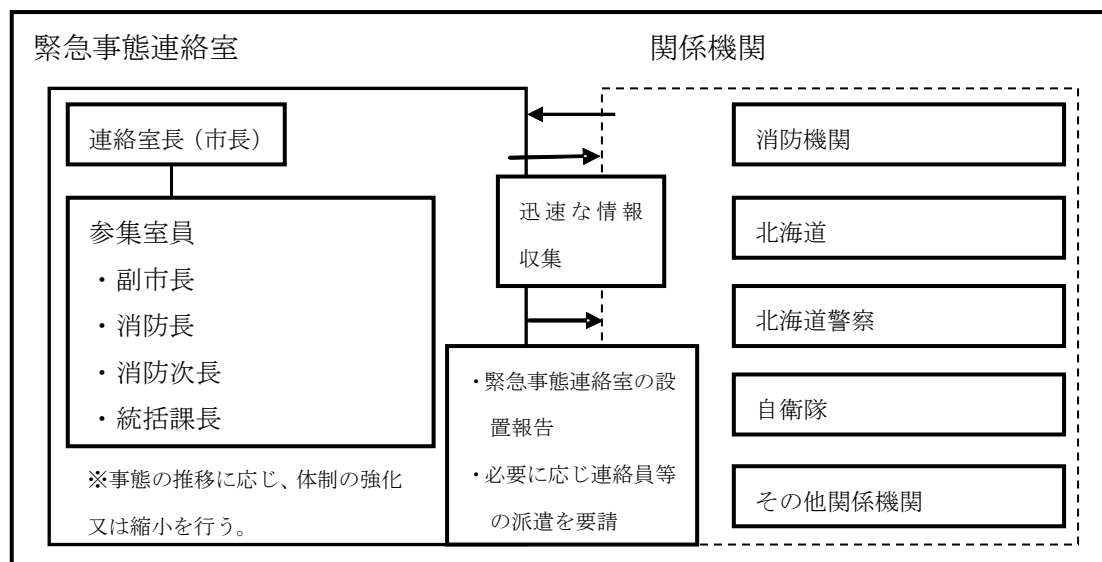 緊急事態連絡室
関係機関
連絡室長（市長）
参集室員
・副市長
・消防長
・消防次長
・統括課長
※事態の推移に応じ、体制の強化
又は縮小を行う。
迅速な情報
収集
・緊急事態連絡室の設
置報告
・必要に応じ連絡員等
の派遣を要請
消防機関
北海道
北海道警察
自衛隊
その他関係機関